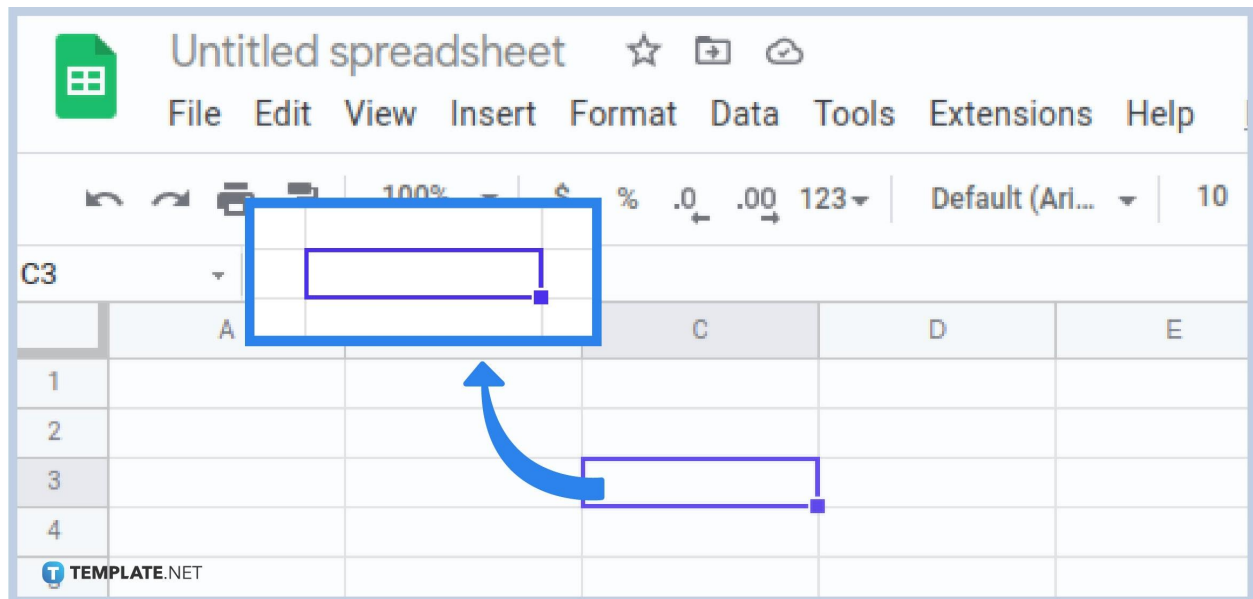 Untitled spreadsheet
File Edit View Insert Format Data Tools Extensions Help
100% $ % .0 .00 123 Default (Ari... 10
C3
A C D E
1
2
3
4
TEMPLATE.NET